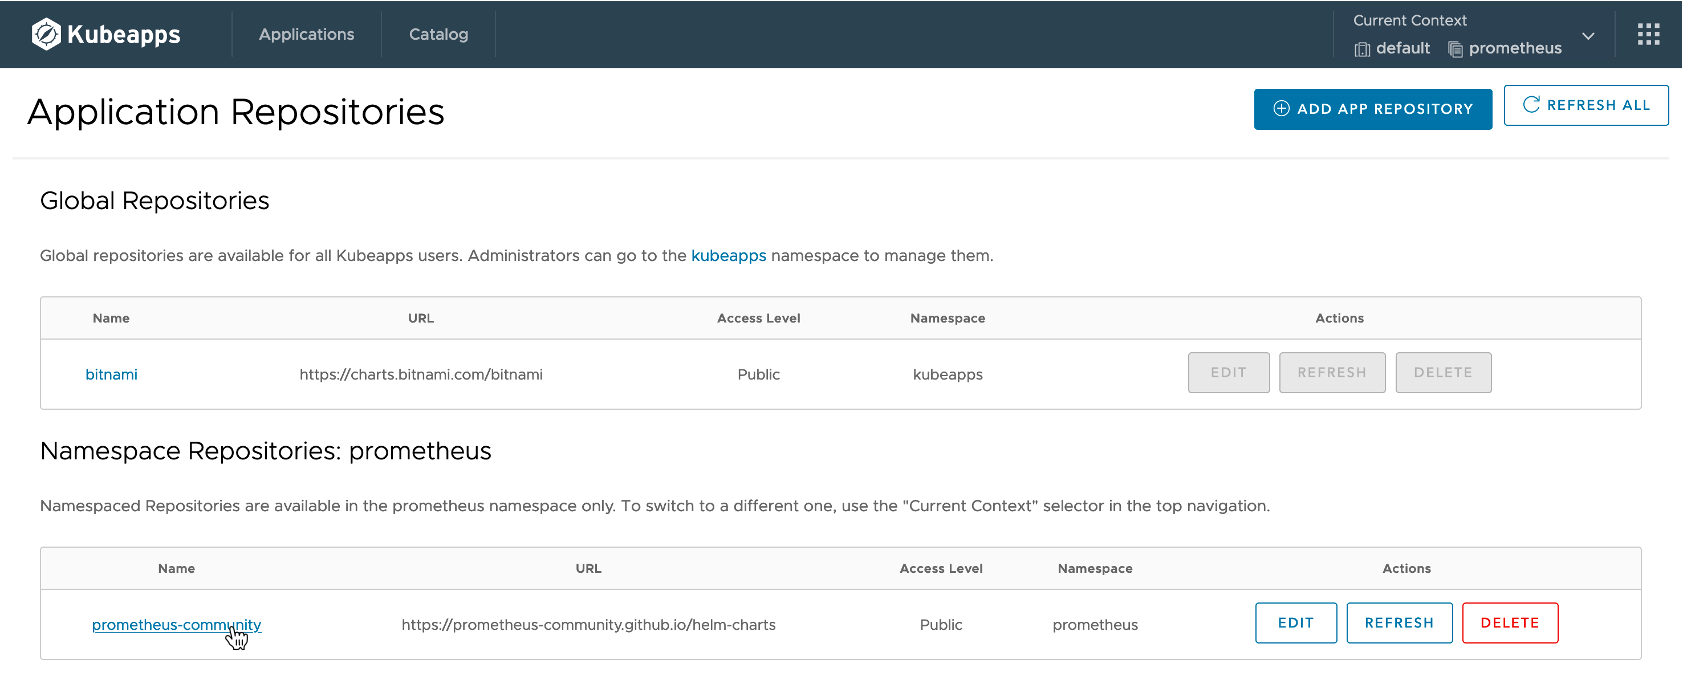 Kubeapps
Applications
Catalog
Current Context
default prometheus
Application Repositories
ADD APP REPOSITORY
REFRESH ALL
Global Repositories
Global repositories are available for all Kubeapps users. Administrators can go to the kubeapps namespace to manage them.
Name URL Access Level Namespace Actions
bitnami https://charts.bitnami.com/bitnami Public kubeapps EDIT REFRESH DELETE
Namespace Repositories: prometheus
Namespaced Repositories are available in the prometheus namespace only. To switch to a different one, use the "Current Context" selector in the top navigation.
Name URL Access Level Namespace Actions
prometheus-community https://prometheus-community.github.io/helm-charts Public prometheus EDIT REFRESH DELETE